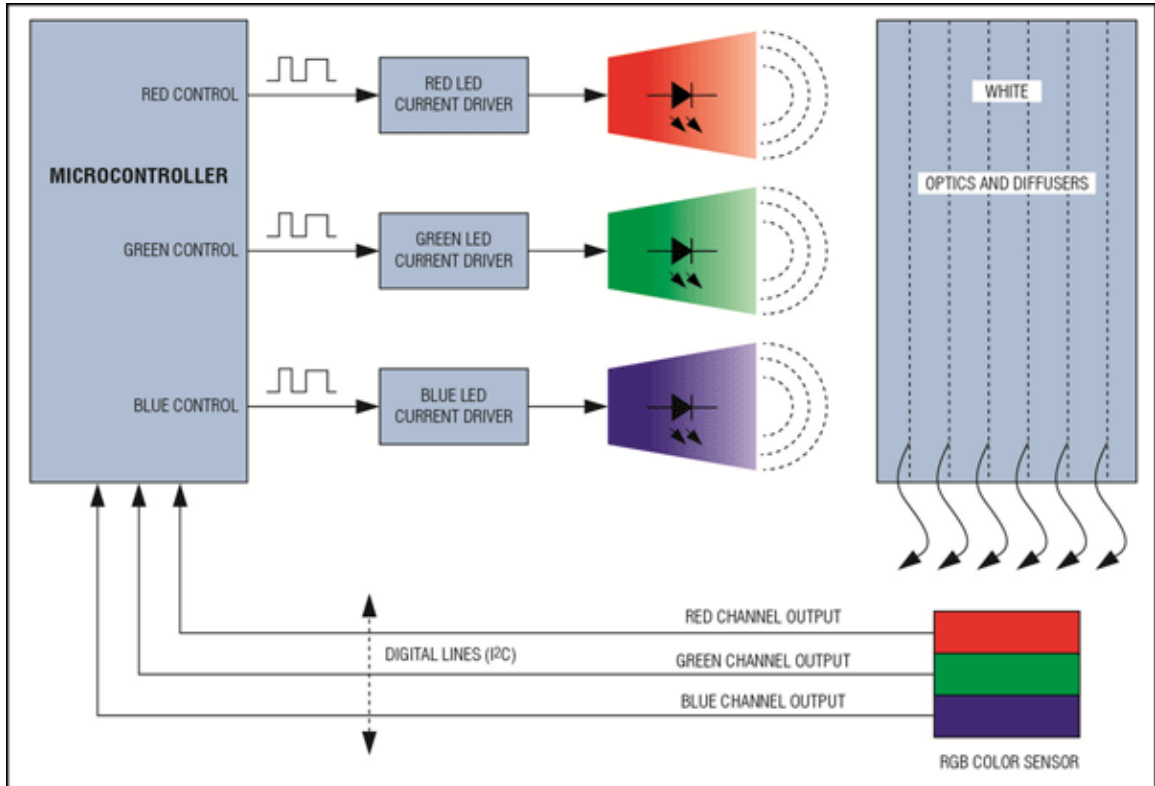 RED CONTROL
RED LED
CURRENT DRIVER
WHITE
MICROCONTROLLER
OPTICS AND DIFFUSERS
GREEN CONTROL
GREEN LED
CURRENT DRIVER
BLUE CONTROL
BLUE LED
CURRENT DRIVER
RED CHANNEL OUTPUT
DIGITAL LINES (I²C)
GREEN CHANNEL OUTPUT
BLUE CHANNEL OUTPUT
RGB COLOR SENSOR